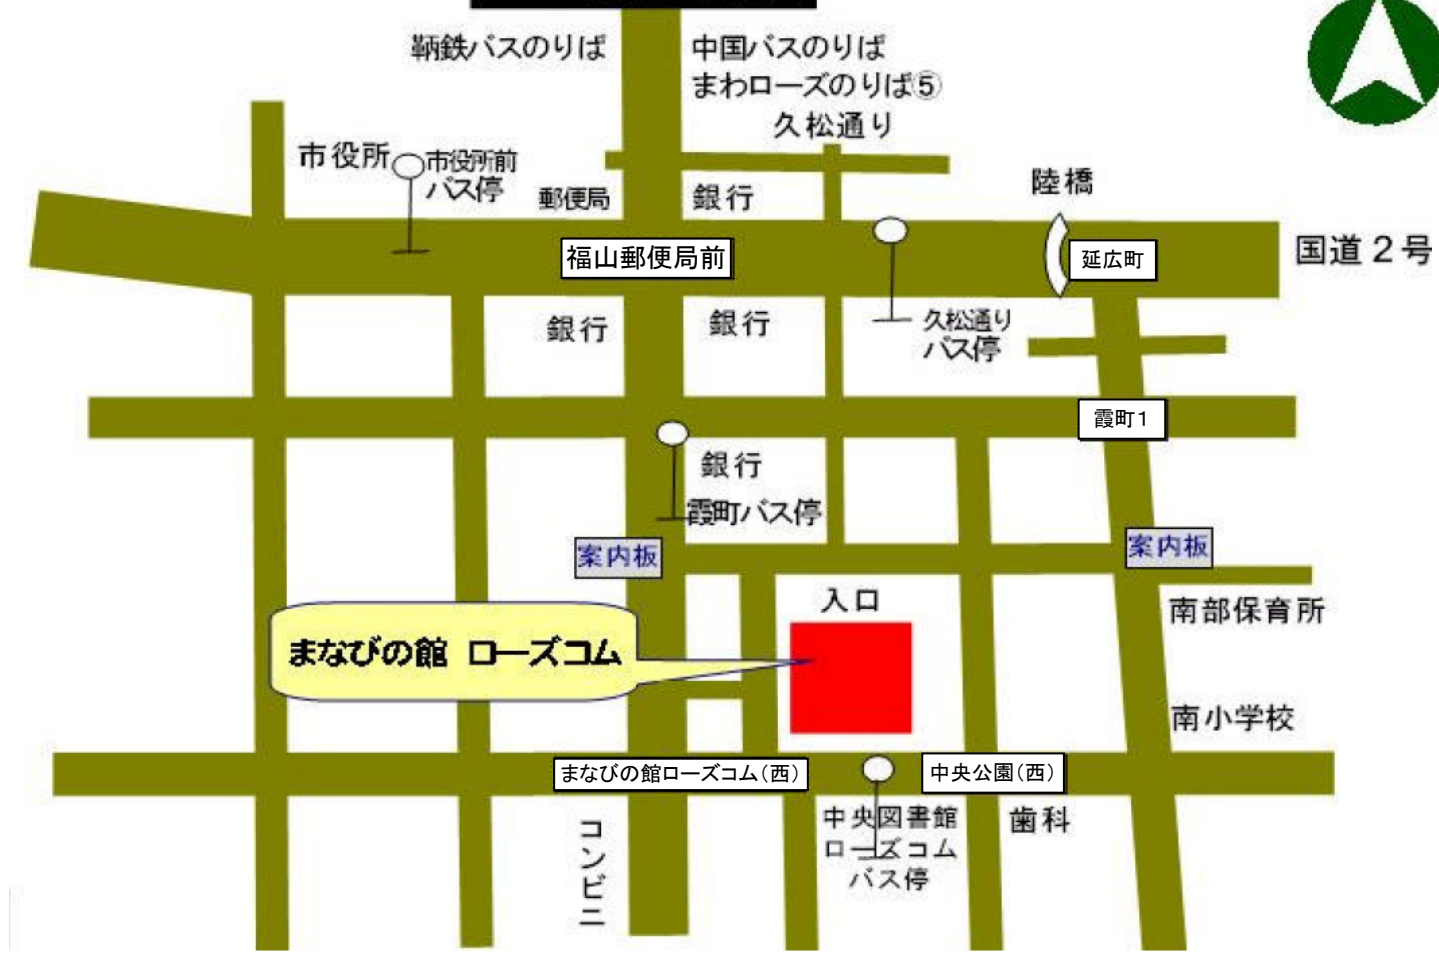 鞆鉄バスのりば
中国バスのりば
まわローズのりば⑤
久松通り
市役所
市役所前
バス停
郵便局
銀行
陸橋
福山郵便局前
延広町
国道２号
銀行
銀行
久松通り
バス停
霞町１
銀行
霞町バス停
案内板
案内板
入口
南部保育所
まなびの館 ローズコム
南小学校
まなびの館ローズコム（西）
中央公園（西）
コンビニ
中央図書館
ローズコム
バス停
歯科